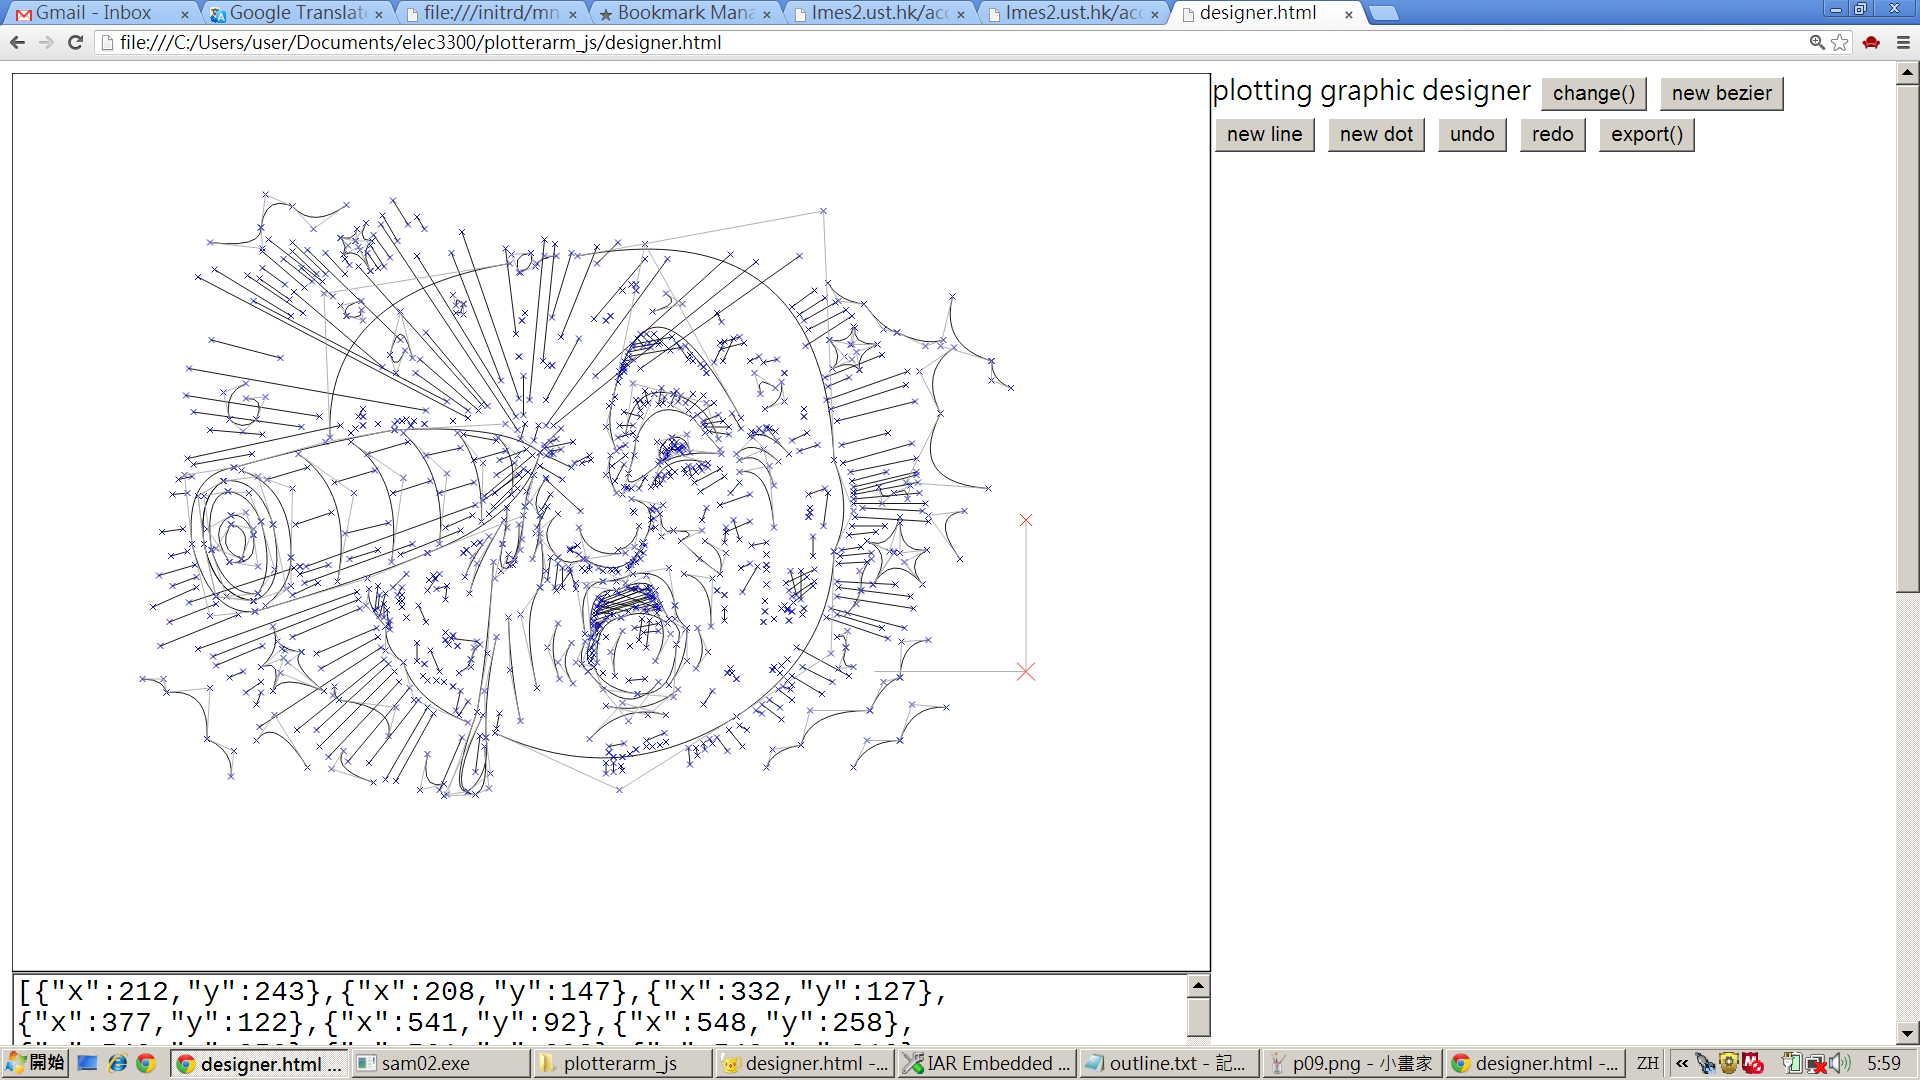 Gmail - Inbox
Google Translat
file:///initrd/mn
Bookmark Mana
lmes2.ust.hk/acc
lmes2.ust.hk/acc
designer.html
file:///C:/Users/user/Documents/elec3300/plotterarm_js/designer.html
plotting graphic designer change() new bezier
new line new dot undo redo export()
[{"x":212,"y":243},{"x":208,"y":147},{"x":332,"y":127},
{"x":377,"y":122},{"x":541,"y":92},{"x":548,"y":258},
開始
designer.html ...
sam02.exe
plotterarm_js
designer.html -...
IAR Embedded ...
outline.txt - 記...
p09.png - 小畫家
designer.html -...
ZH
5:59